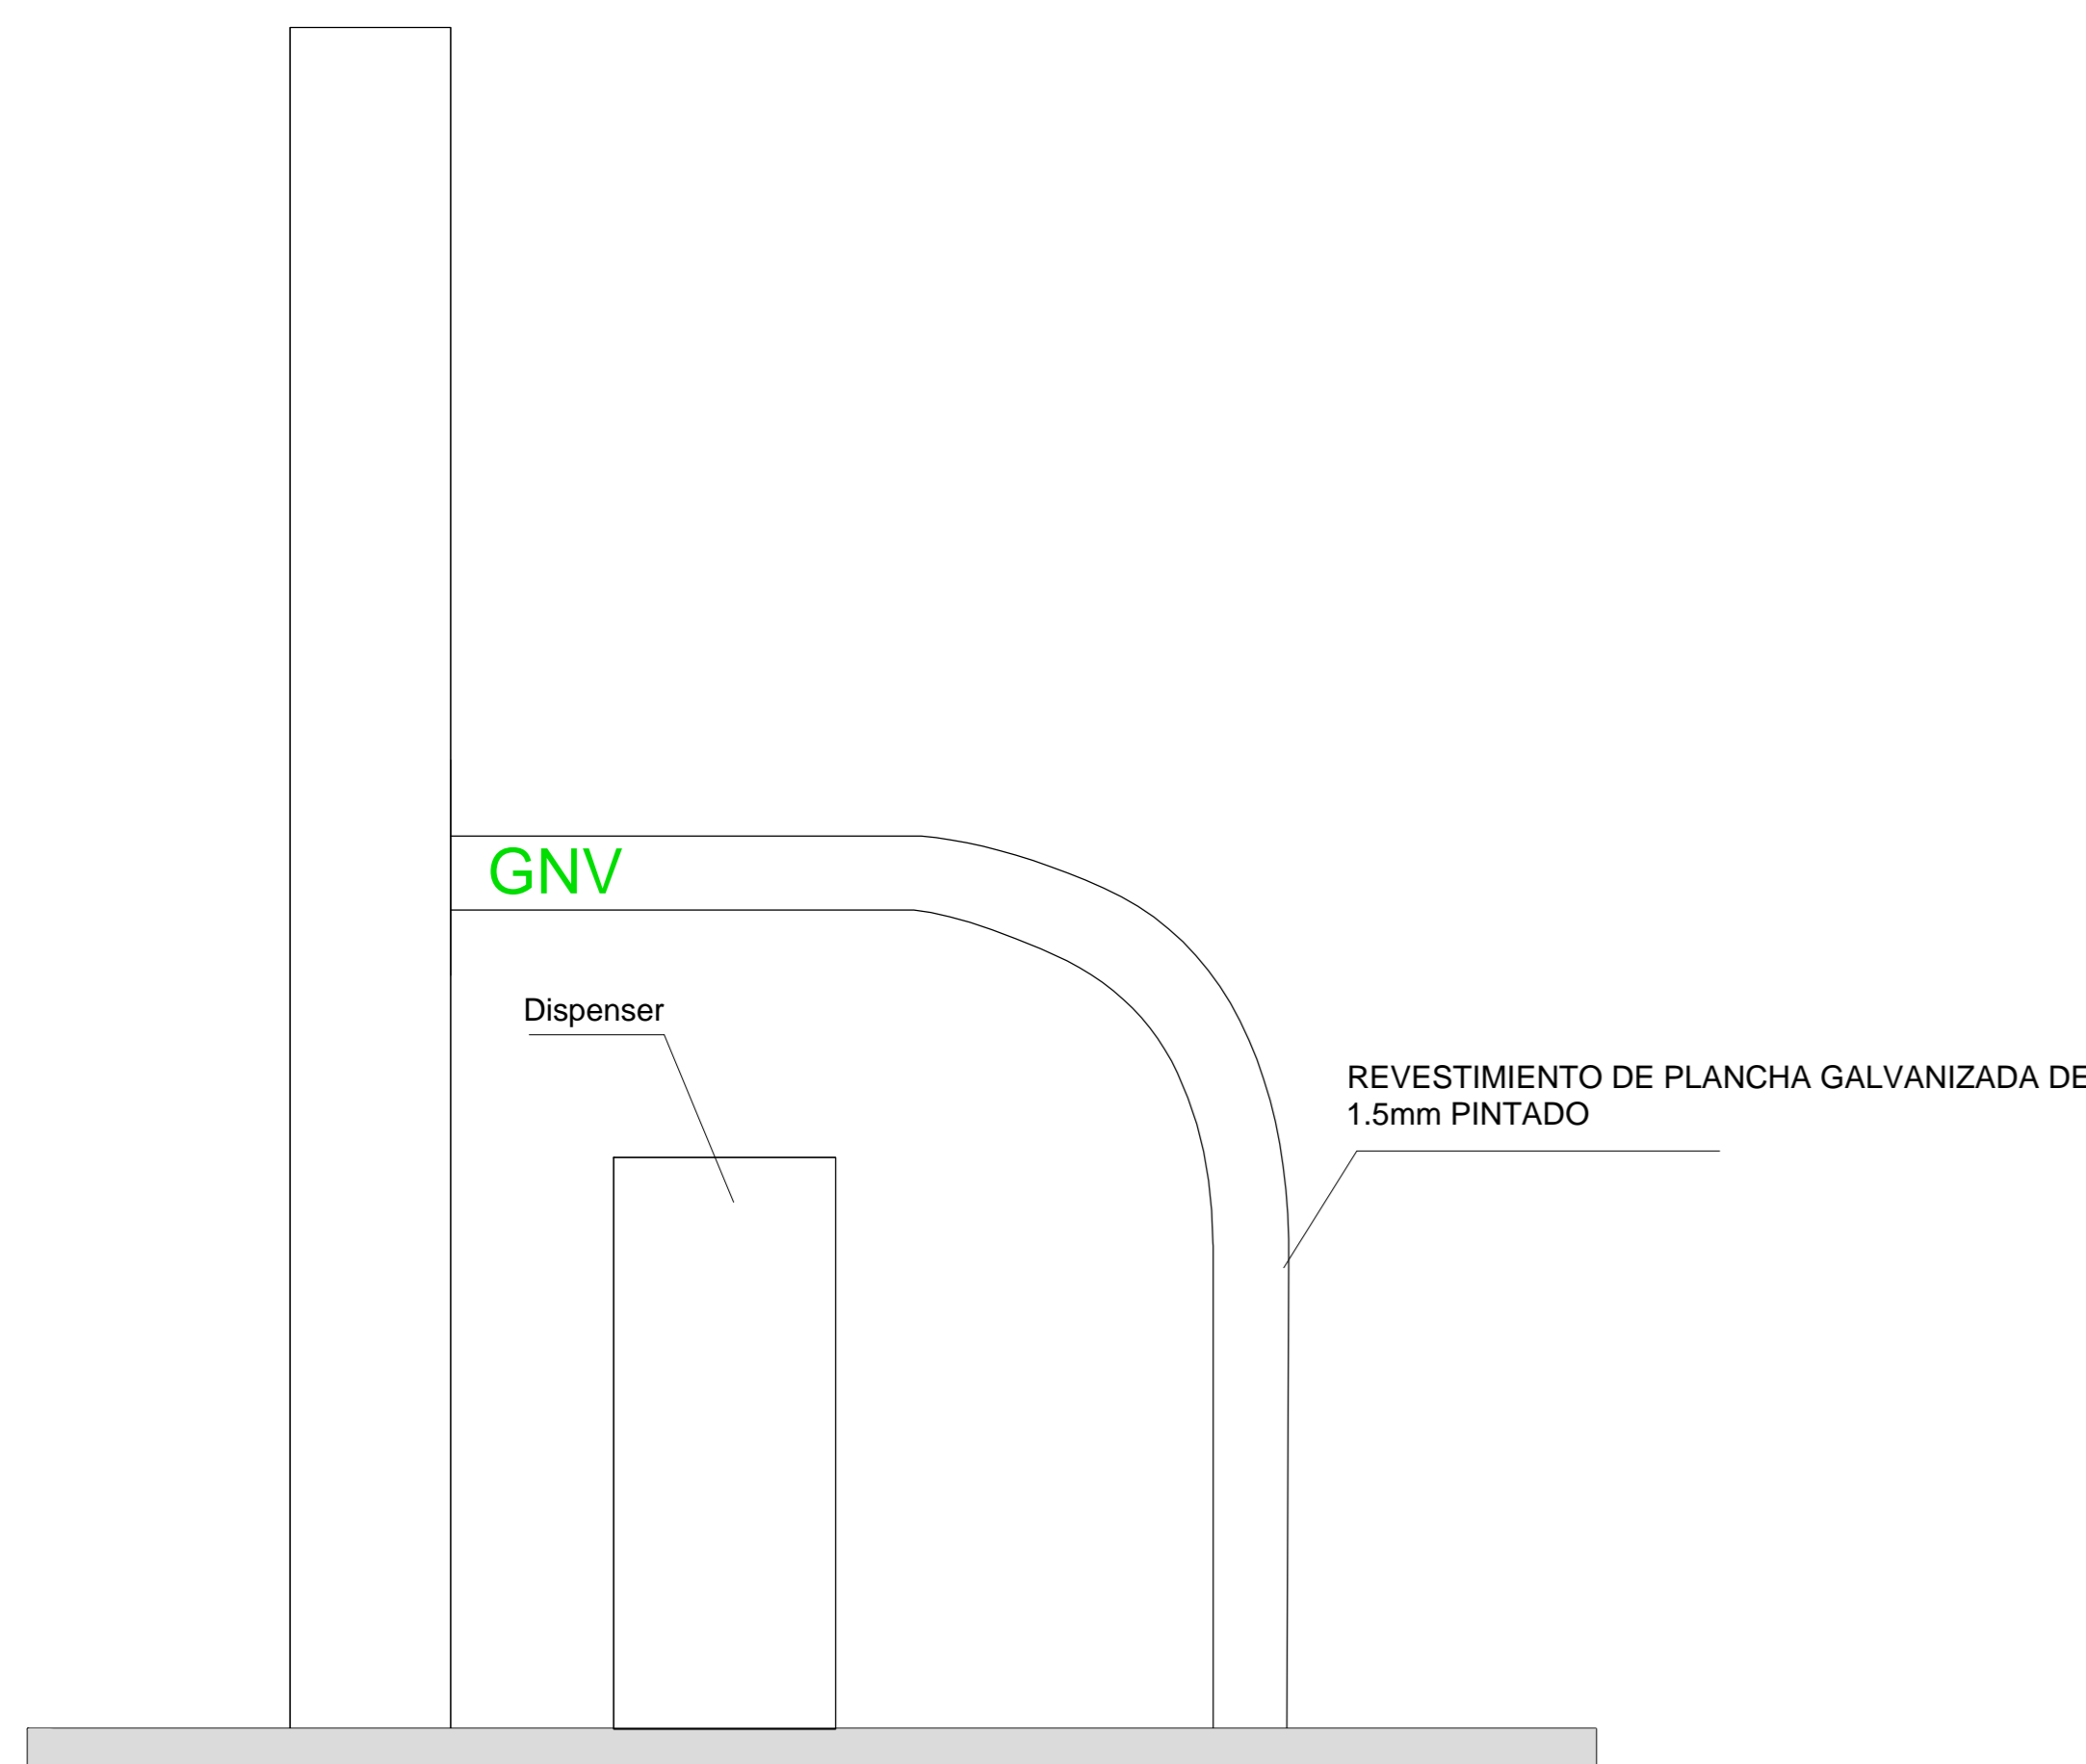 GNV
Dispenser
REVESTIMIENTO DE PLANCHA GALVANIZADA DE
1.5mm PINTADO